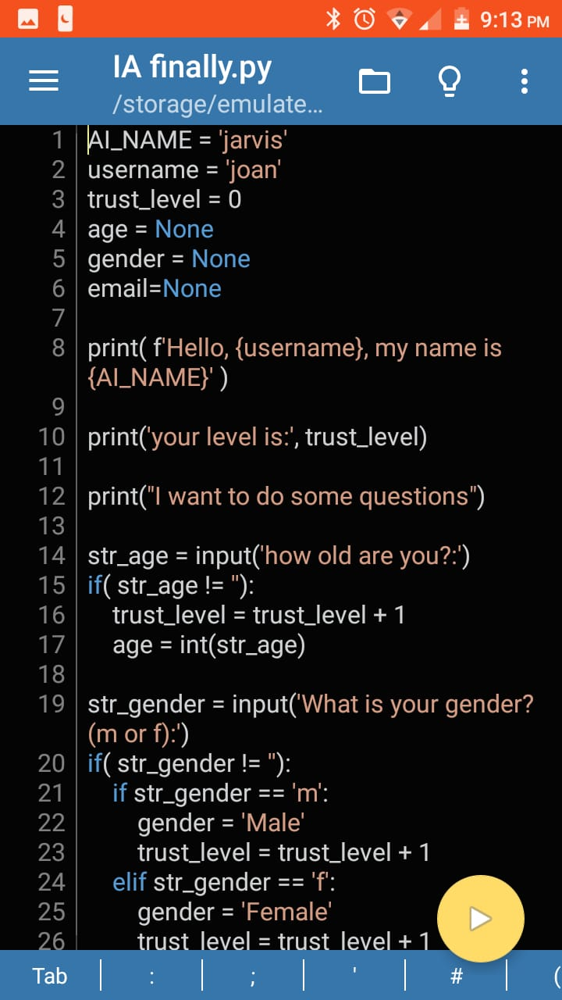 9:13 PM
IA finally.py
/storage/emulate...
1 AI_NAME = 'jarvis'
2 username = 'joan'
3 trust_level = 0
4 age = None
5 gender = None
6 email=None
7
8 print( f'Hello, {username}, my name is
{AI_NAME}' )
9
10 print('your level is:', trust_level)
11
12 print("I want to do some questions")
13
14 str_age = input('how old are you?:')
15 if( str_age != ''):
16 trust_level = trust_level + 1
17 age = int(str_age)
18
19 str_gender = input('What is your gender?
(m or f):')
20 if( str_gender != ''):
21 if str_gender == 'm':
22 gender = 'Male'
23 trust_level = trust_level + 1
24 elif str_gender == 'f':
25 gender = 'Female'
26 trust_level = trust_level + 1
Tab : ; ' # (